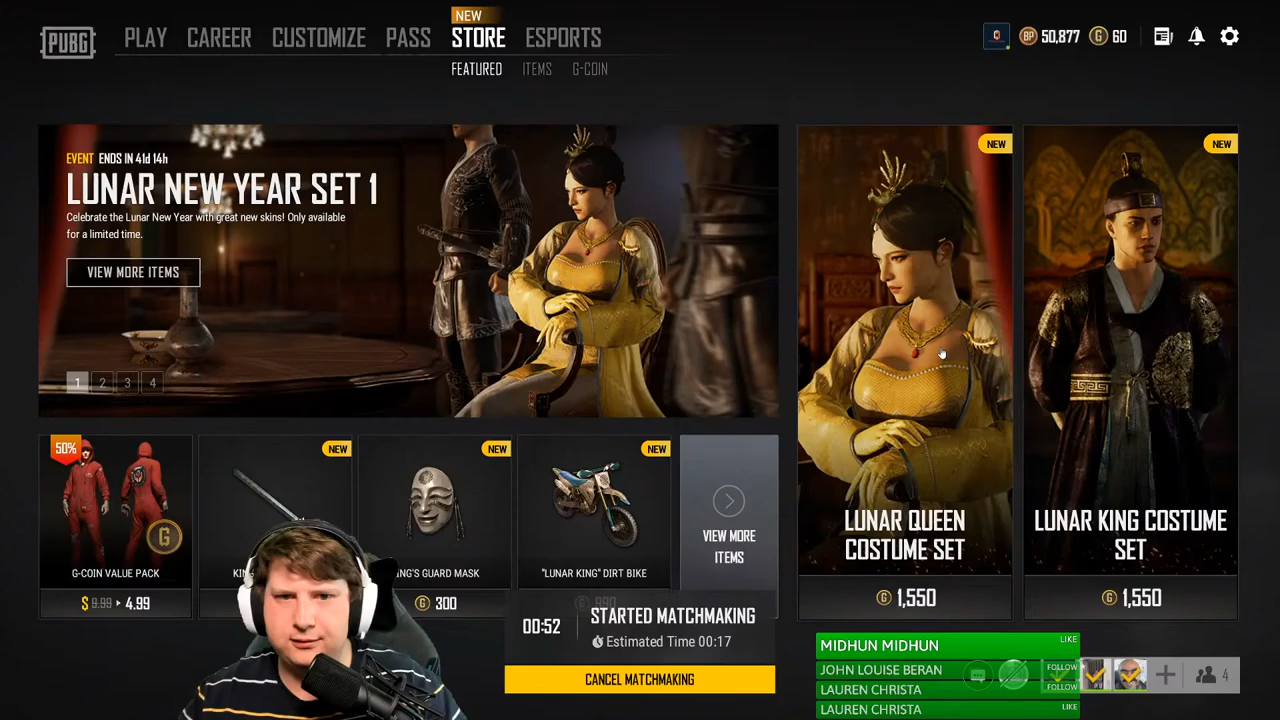 NEW
PUBG
PLAY CAREER CUSTOMIZE PASS STORE ESPORTS
BP 50,877 G 60
FEATURED ITEMS G-COIN
EVENT ENDS IN 41d 14h
LUNAR NEW YEAR SET 1
Celebrate the Lunar New Year with great new skins! Only available
for a limited time.
VIEW MORE ITEMS
1 2 3 4
NEW
LUNAR QUEEN
COSTUME SET
G 1,550
NEW
LUNAR KING COSTUME
SET
G 1,550
50%
G
G-COIN VALUE PACK
$ 9.99 ▸ 4.99
NEW
NEW
GUARD MASK
G 300
NEW
"LUNAR KING" DIRT BIKE
VIEW MORE
ITEMS
00:52
STARTED MATCHMAKING
Estimated Time 00:17
CANCEL MATCHMAKING
MIDHUN MIDHUN LIKE
JOHN LOUISE BERAN FOLLOW
LAUREN CHRISTA FOLLOW
LAUREN CHRISTA LIKE
4